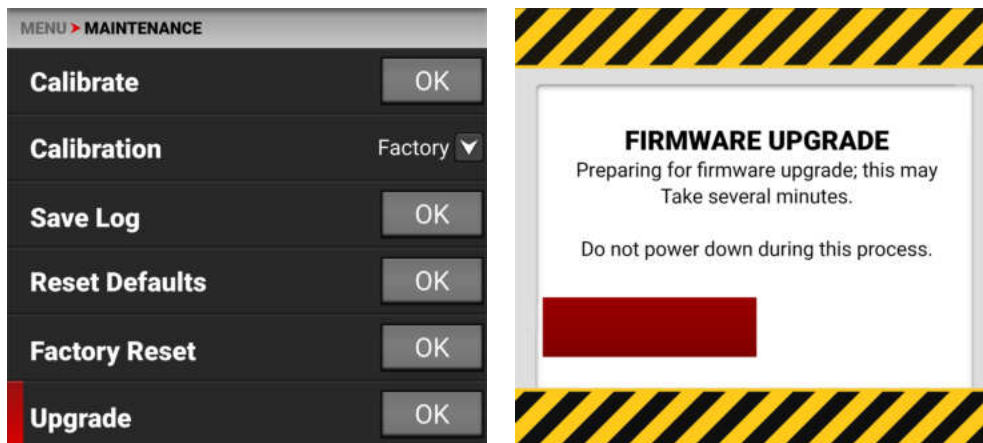 MENU > MAINTENANCE
Calibrate OK
Calibration Factory
Save Log OK
Reset Defaults OK
Factory Reset OK
Upgrade OK
FIRMWARE UPGRADE
Preparing for firmware upgrade; this may
Take several minutes.
Do not power down during this process.